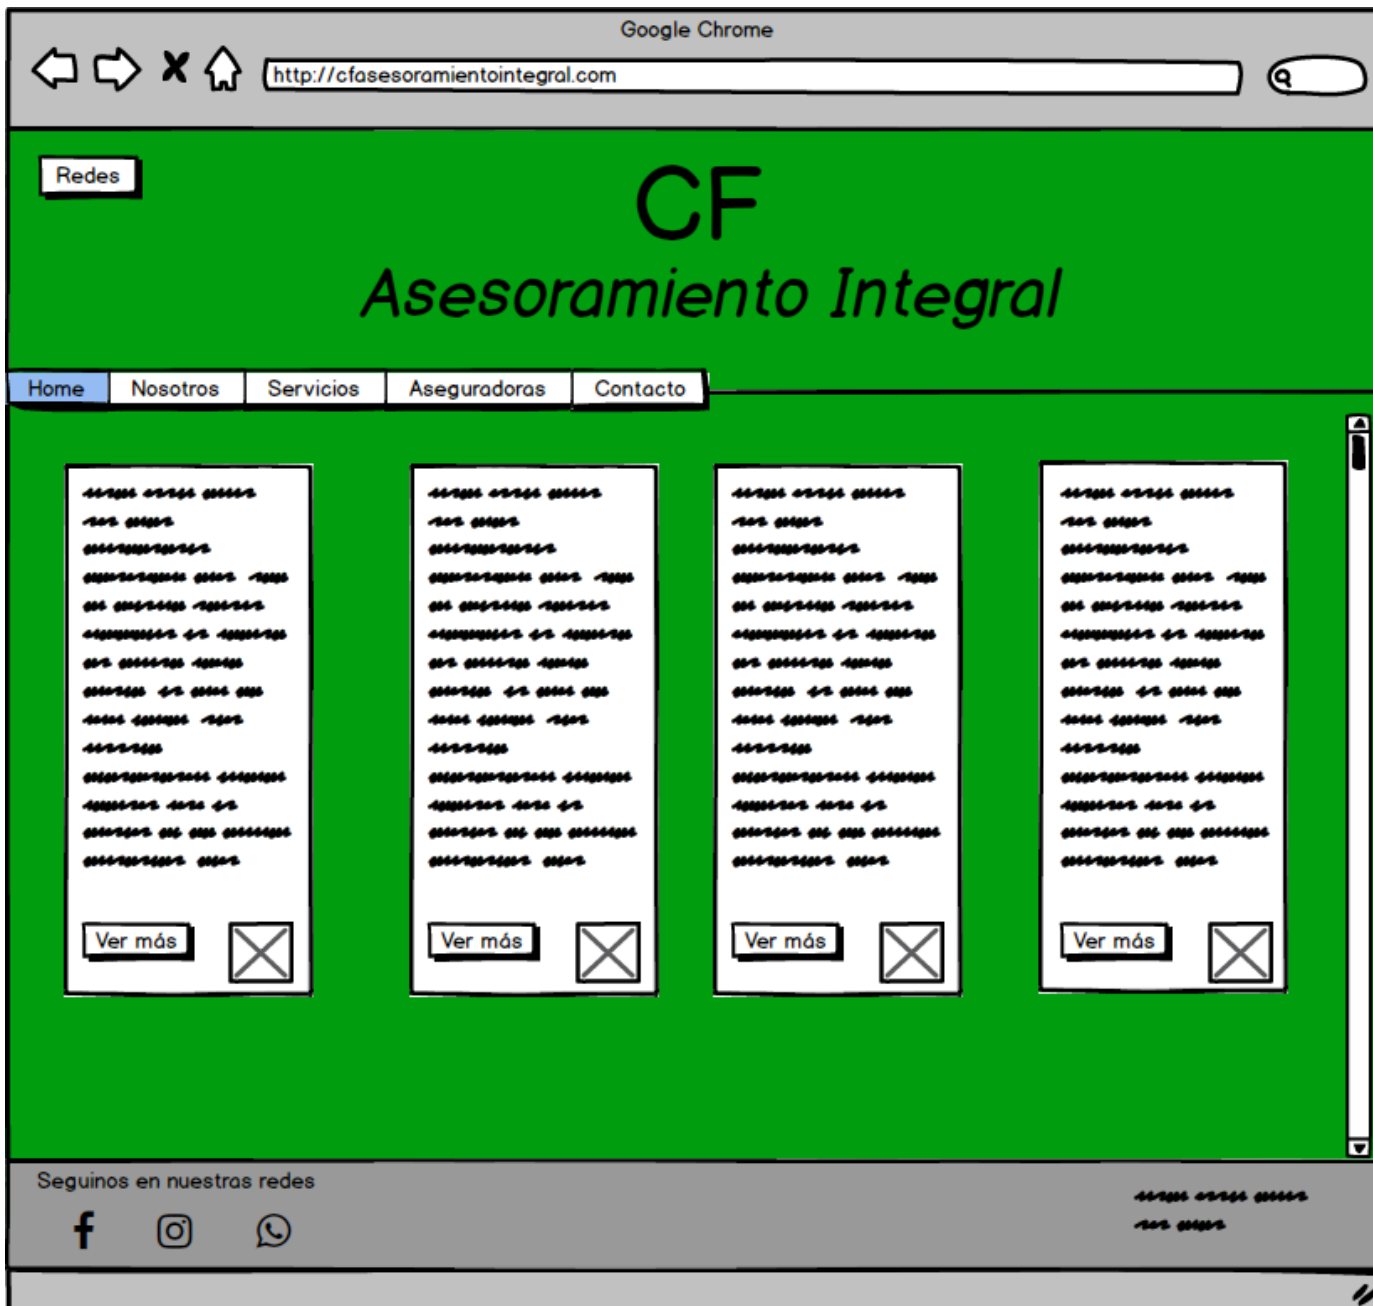 Google Chrome
http://cfasesoramientointegral.com
Redes
CF
Asesoramiento Integral
Home Nosotros Servicios Aseguradoras Contacto
Ver más Ver más Ver más Ver más
Seguinos en nuestras redes